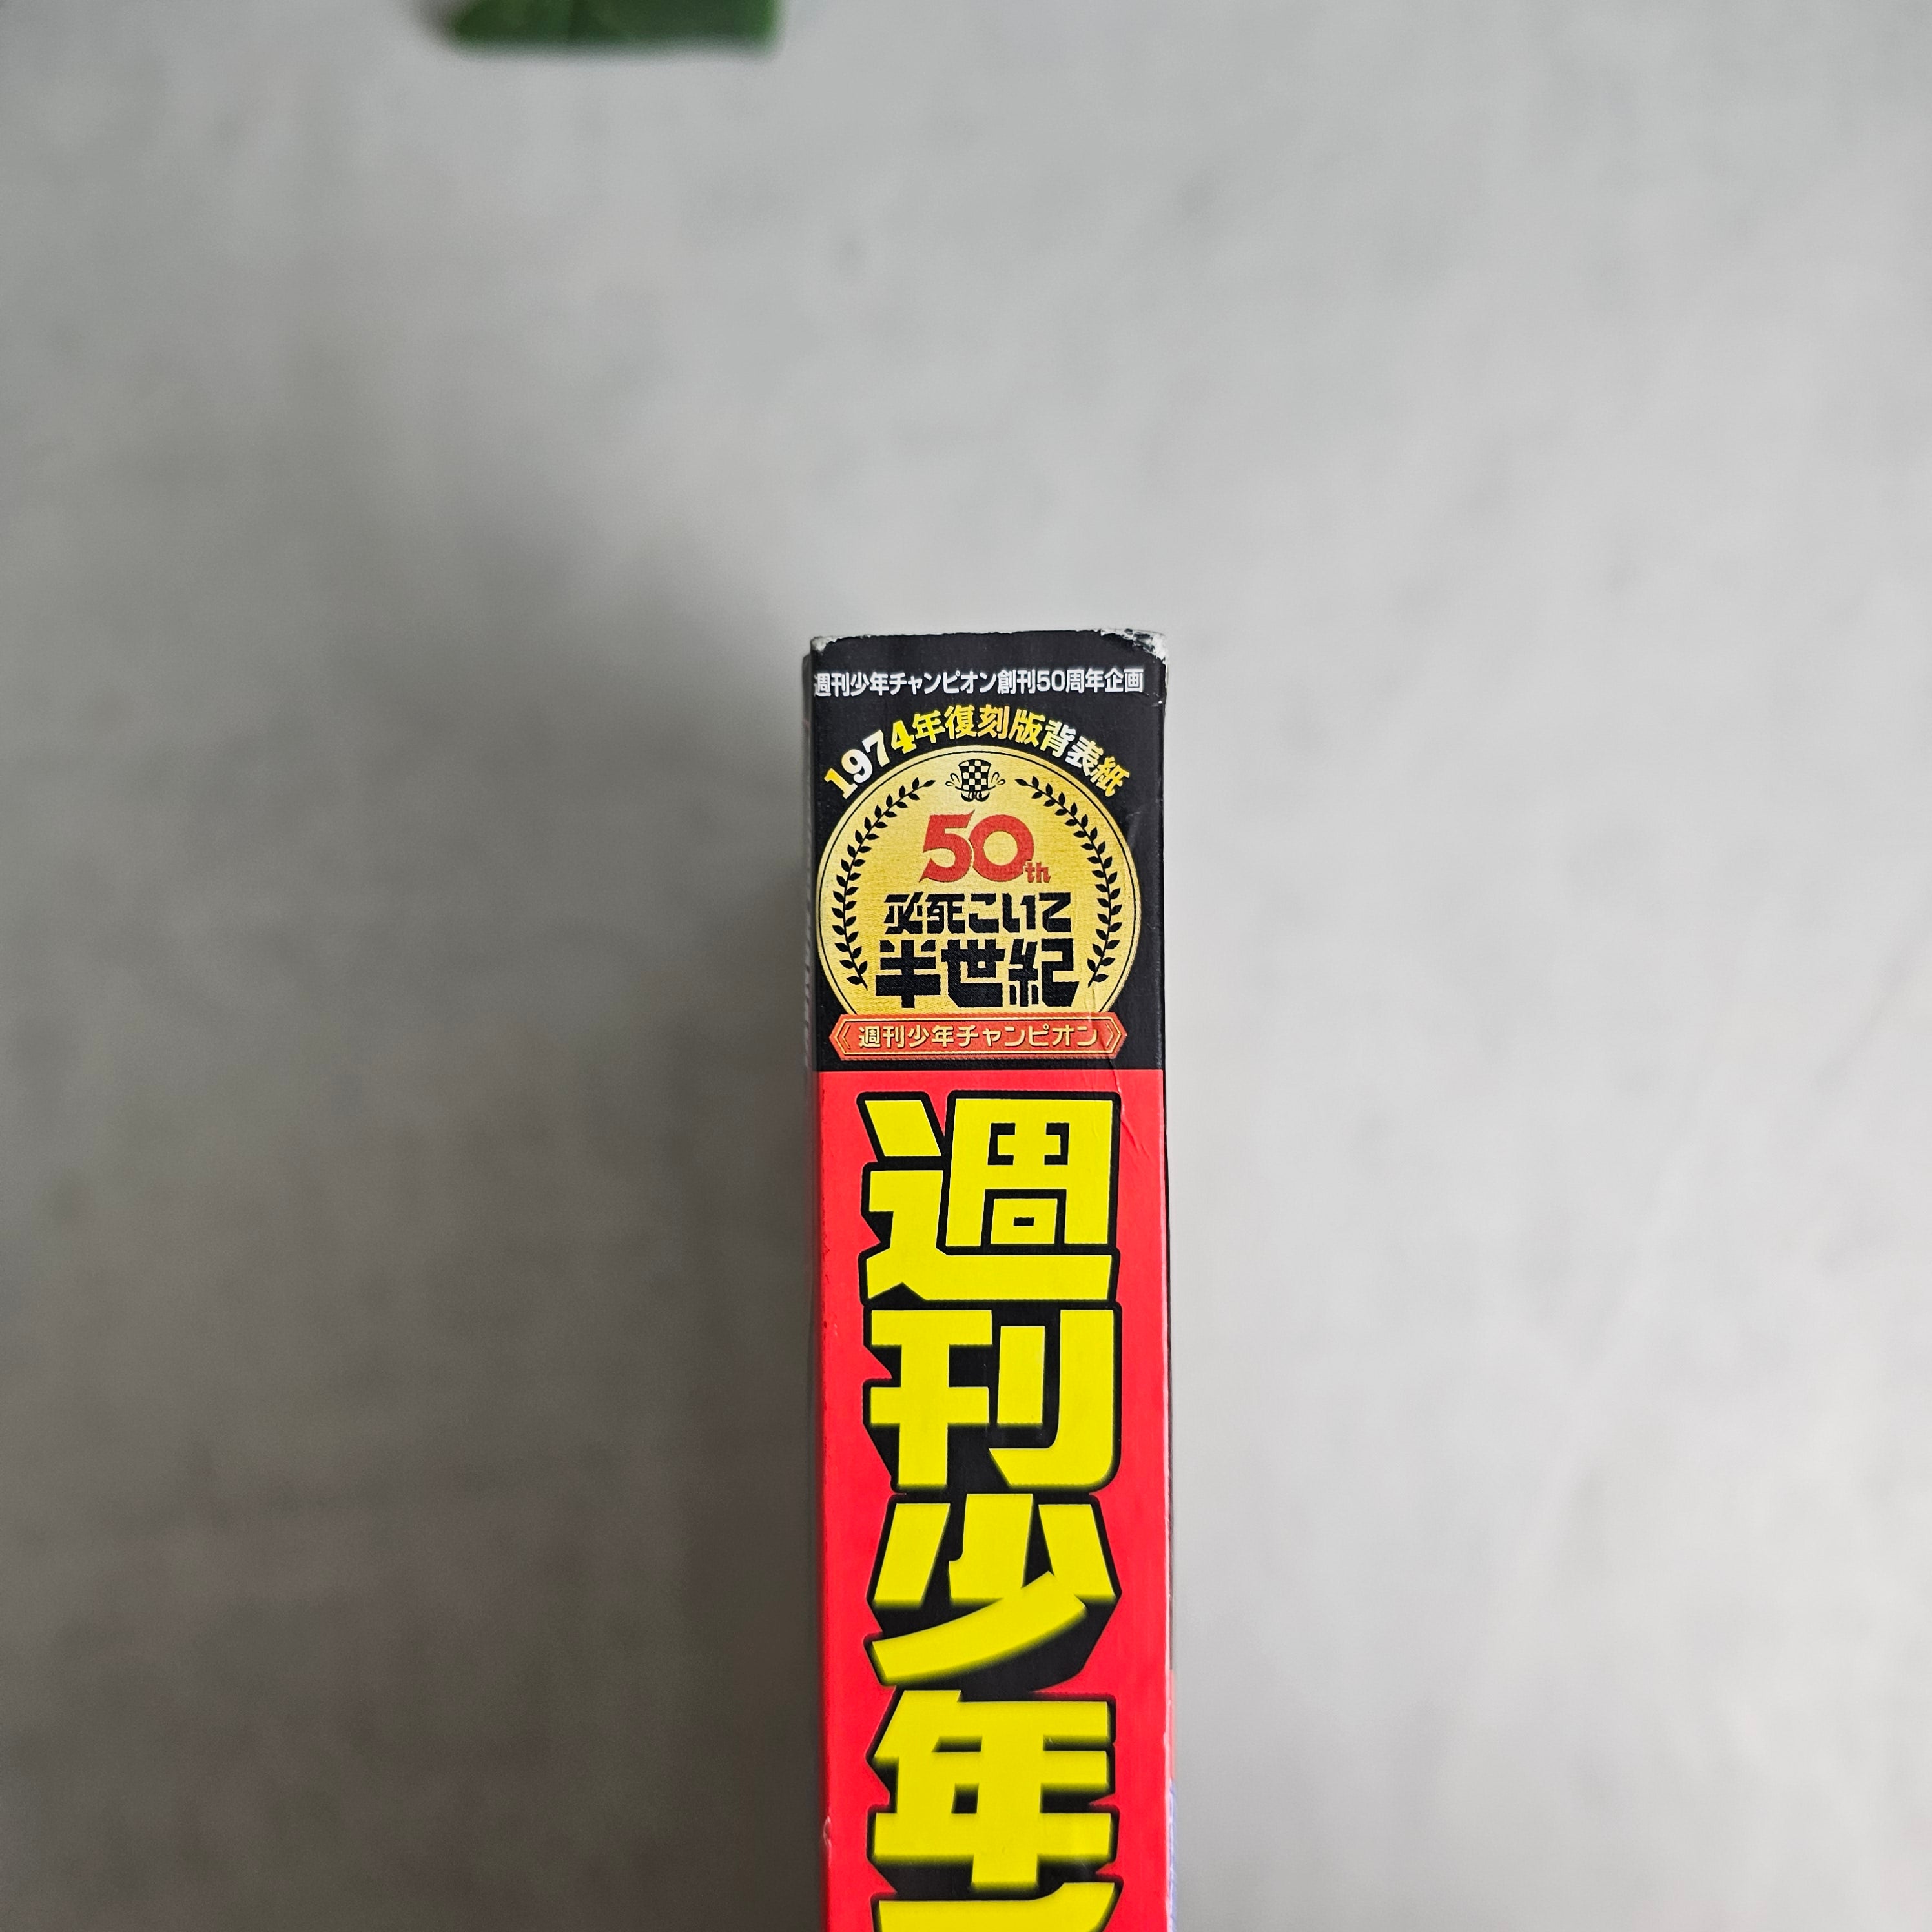 週刊少年チャンピオン創刊50周年企画
1974年復刻版背表紙
50th
必死こいて
半世紀
週刊少年チャンピオン
週刊少年